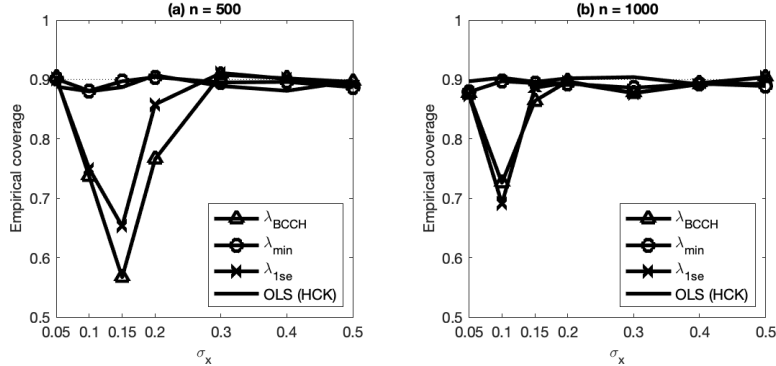 (a) n = 500
Empirical coverage
1
0.9
0.8
0.7
0.6
0.5
0.05 0.1 0.15 0.2 0.3 0.4 0.5
σx
λBCCH
λmin
λ1se
OLS (HCK)
(b) n = 1000
Empirical coverage
1
0.9
0.8
0.7
0.6
0.5
0.05 0.1 0.15 0.2 0.3 0.4 0.5
σx
λBCCH
λmin
λ1se
OLS (HCK)